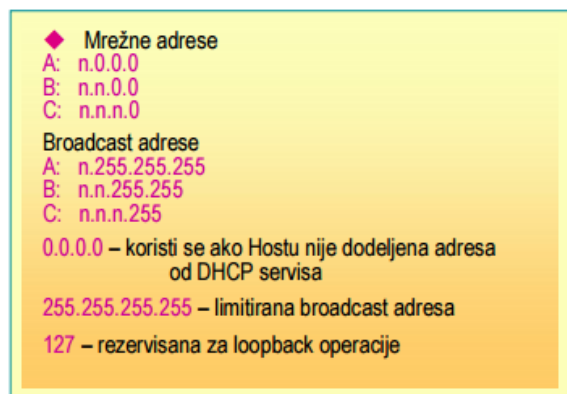 ◆ Mrežne adrese
A: n.0.0.0
B: n.n.0.0
C: n.n.n.0
Broadcast adrese
A: n.255.255.255
B: n.n.255.255
C: n.n.n.255
0.0.0.0 – koristi se ako Hostu nije dodeljena adresa
od DHCP servisa
255.255.255.255 – limitirana broadcast adresa
127 – rezervisana za loopback operacije